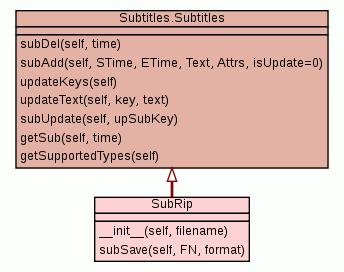 Subtitles.Subtitles
subDel(self, time)
subAdd(self, STime, ETime, Text, Attrs, isUpdate=0)
updateKeys(self)
updateText(self, key, text)
subUpdate(self, upSubKey)
getSub(self, time)
getSupportedTypes(self)
SubRip
__init__(self, filename)
subSave(self, FN, format)